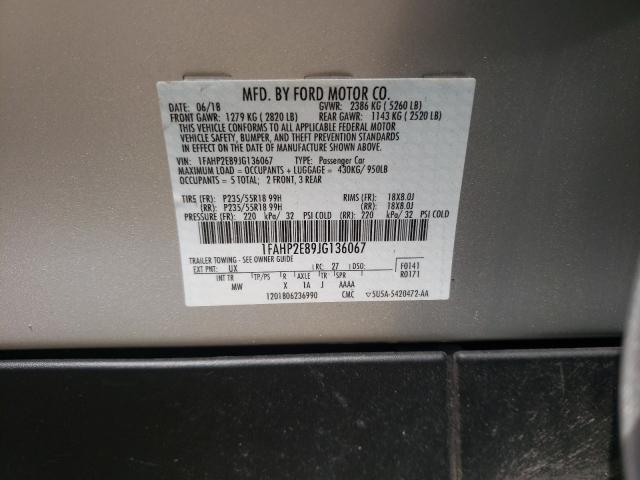 MFD. BY FORD MOTOR CO.
DATE: 06/18 GVWR: 2386 KG ( 5260 LB)
FRONT GAWR: 1279 KG ( 2820 LB) REAR GAWR: 1143 KG ( 2520 LB)
THIS VEHICLE CONFORMS TO ALL APPLICABLE FEDERAL MOTOR
VEHICLE SAFETY, BUMPER, AND THEFT PREVENTION STANDARDS
IN EFFECT ON THE DATE OF MANUFACTURE SHOWN ABOVE.
VIN: 1FAHP2E89JG136067 TYPE: Passenger Car
MAXIMUM LOAD = OCCUPANTS + LUGGAGE = 430KG/ 950LB
OCCUPANTS = 5 TOTAL; 2 FRONT, 3 REAR
TIRE (FR): P235/55R18 99H RIMS (FR): 18X8.0J
(RR): P235/55R18 99H (RR): 18X8.0J
PRESSURE (FR): 220 kPa/ 32 PSI COLD (RR): 220 kPa/ 32 PSI COLD
1FAHP2E89JG136067
TRAILER TOWING - SEE OWNER GUIDE
EXT PNT: UX RC: 27 DSO: F0141
INT TR TP/PS R AXLE TR SPR R0171
MW X 1A J AAAA
1201806236990 CMC ▽5U5A-5420472-AA